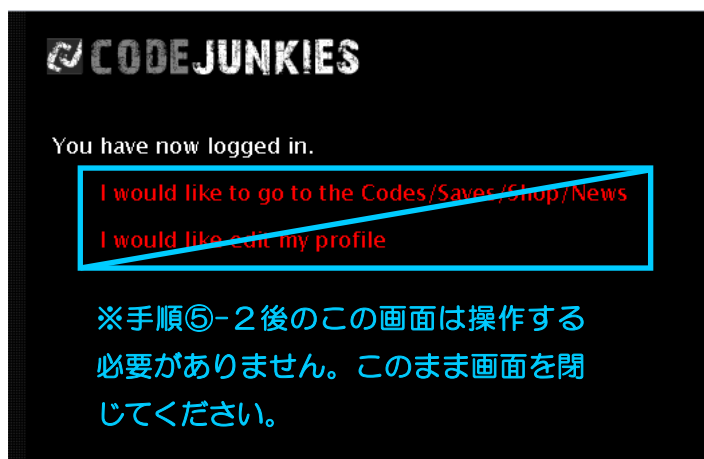 CODEJUNKIES
You have now logged in.
I would like to go to the Codes/Saves/Shop/News
I would like edit my profile
※手順⑤-２後のこの画面は操作する
必要がありません。このまま画面を閉
じてください。